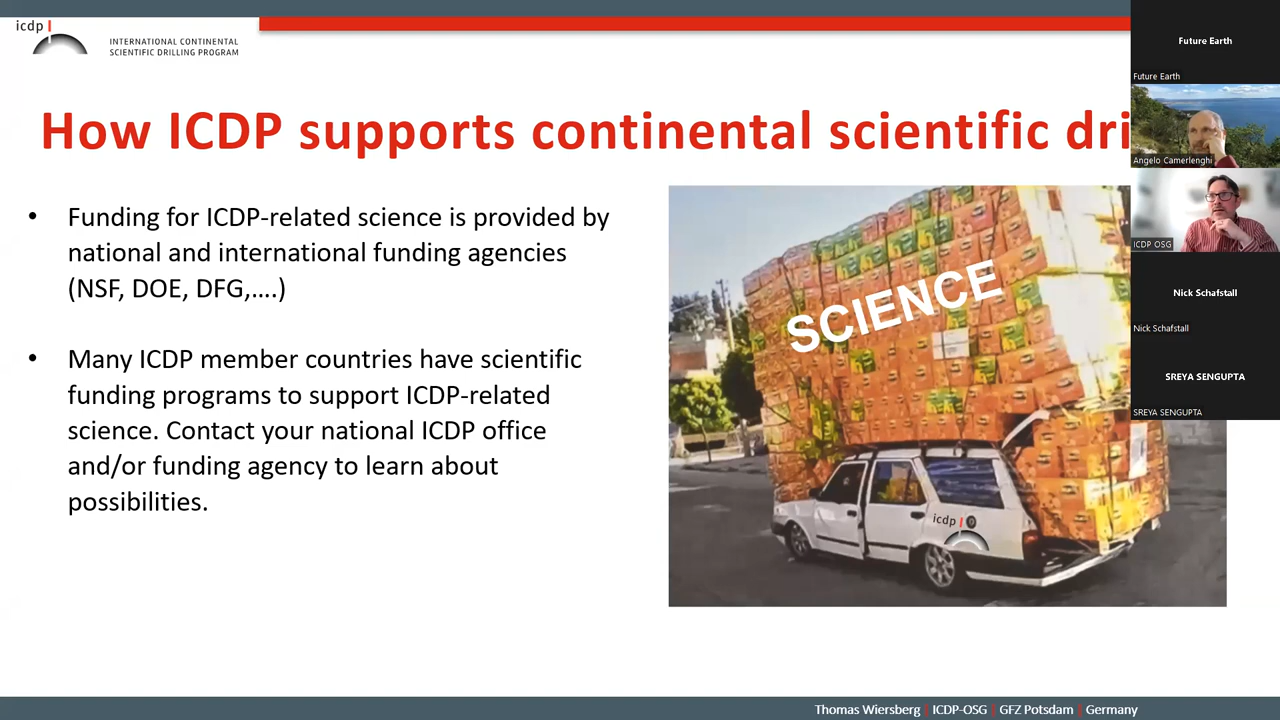 icdp
INTERNATIONAL CONTINENTAL
SCIENTIFIC DRILLING PROGRAM
How ICDP supports continental scientific dri
• Funding for ICDP-related science is provided by
national and international funding agencies
(NSF, DOE, DFG,....)
• Many ICDP member countries have scientific
funding programs to support ICDP-related
science. Contact your national ICDP office
and/or funding agency to learn about
possibilities.
SCIENCE
icdp
Future Earth
Future Earth
Angelo Camerlenghi
ICDP OSG
Nick Schafstall
Nick Schafstall
SREYA SENGUPTA
SREYA SENGUPTA
Thomas Wiersberg | ICDP-OSG | GFZ Potsdam | Germany